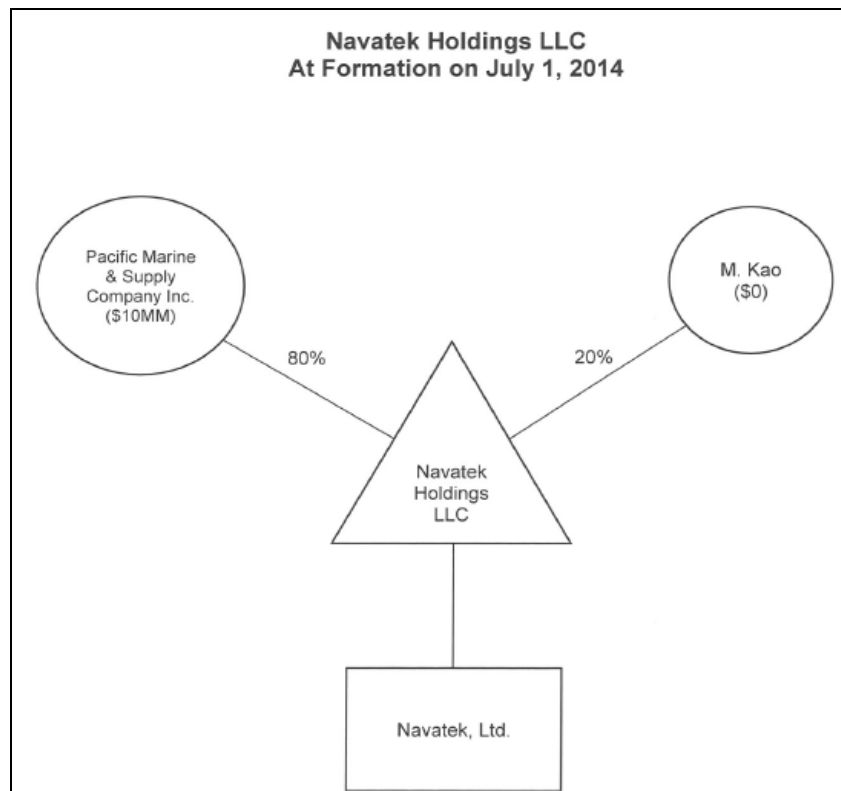 Navatek Holdings LLC
At Formation on July 1, 2014
Pacific Marine
& Supply
Company Inc.
($10MM)
M. Kao
($0)
80%
20%
Navatek
Holdings
LLC
Navatek, Ltd.